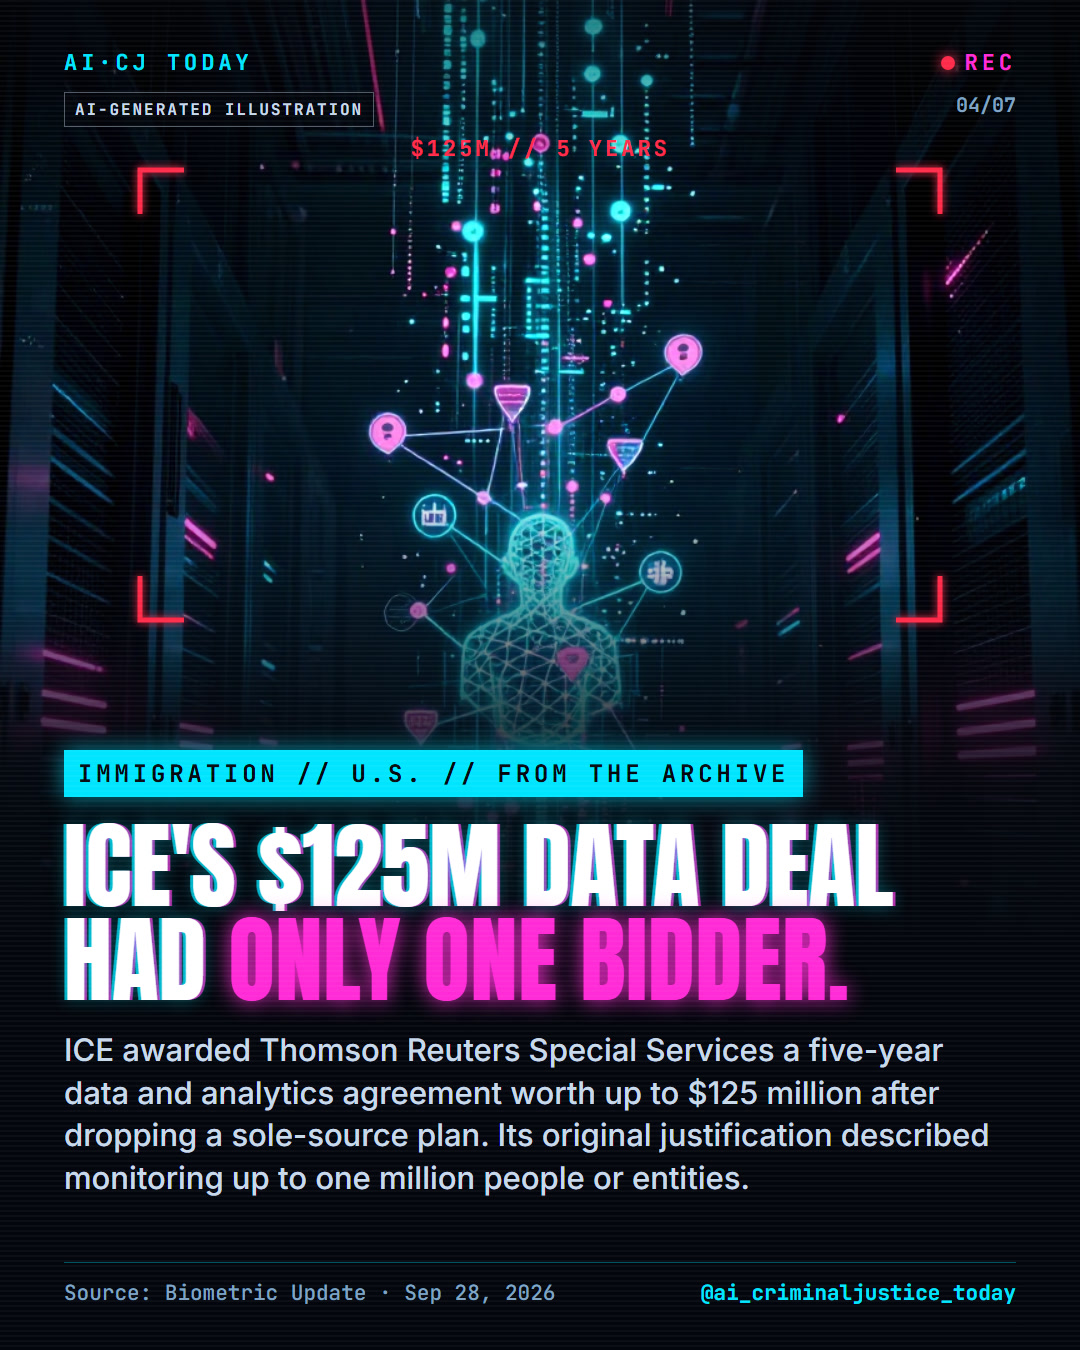 AI·CJ TODAY
REC
AI-GENERATED ILLUSTRATION
04/07
$125M // 5 YEARS
IMMIGRATION // U.S. // FROM THE ARCHIVE
ICE'S $125M DATA DEAL
HAD ONLY ONE BIDDER.
ICE awarded Thomson Reuters Special Services a five-year
data and analytics agreement worth up to $125 million after
dropping a sole-source plan. Its original justification described
monitoring up to one million people or entities.
Source: Biometric Update · Sep 28, 2026
@ai_criminaljustice_today